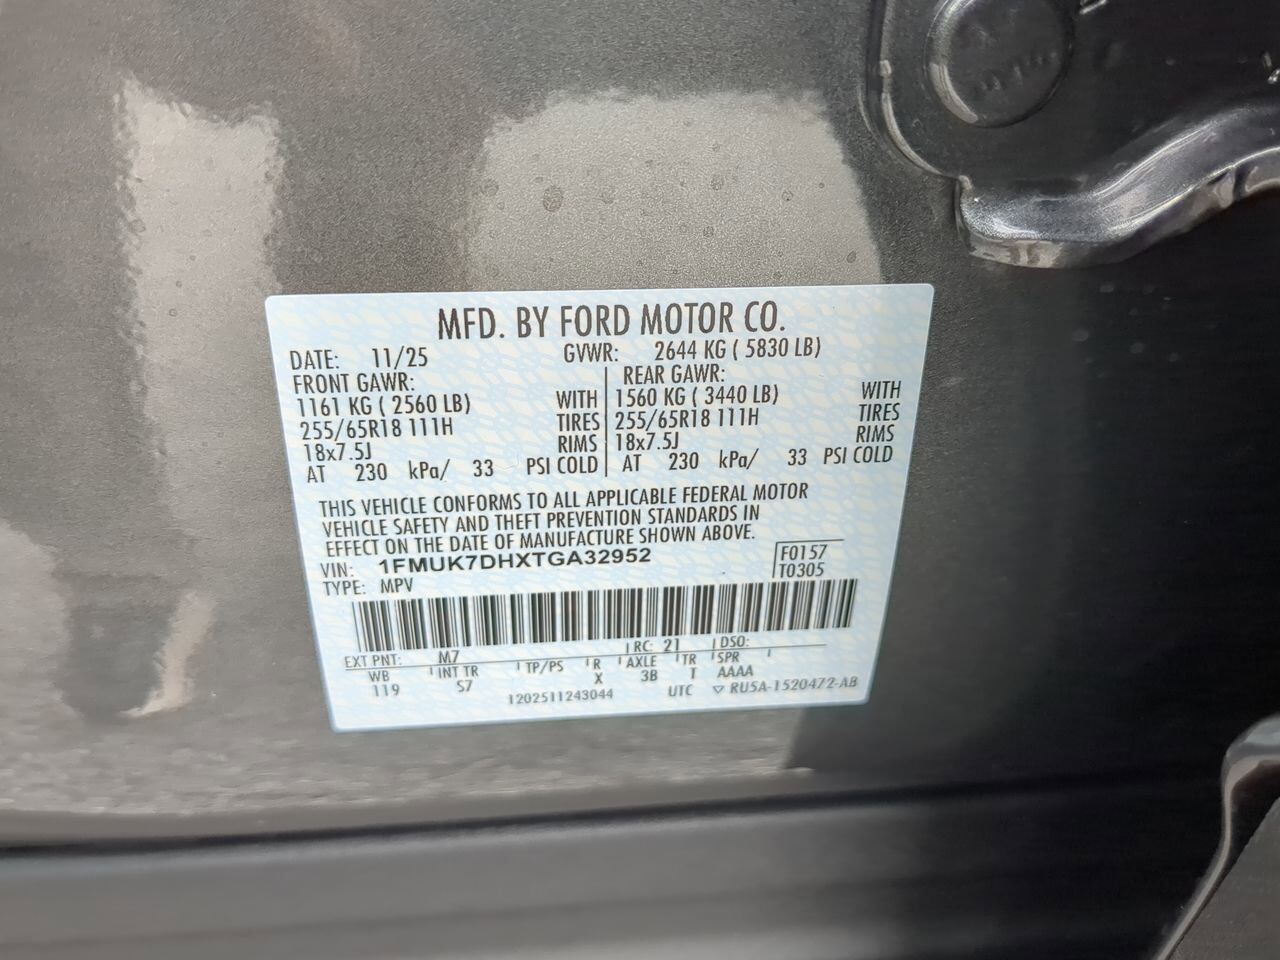 MFD. BY FORD MOTOR CO.
DATE: 11/25 GVWR: 2644 KG ( 5830 LB)
FRONT GAWR: REAR GAWR:
1161 KG ( 2560 LB) WITH 1560 KG ( 3440 LB) WITH
255/65R18 111H TIRES 255/65R18 111H TIRES
18x7.5J RIMS 18x7.5J RIMS
AT 230 kPa/ 33 PSI COLD AT 230 kPa/ 33 PSI COLD
THIS VEHICLE CONFORMS TO ALL APPLICABLE FEDERAL MOTOR
VEHICLE SAFETY AND THEFT PREVENTION STANDARDS IN
EFFECT ON THE DATE OF MANUFACTURE SHOWN ABOVE.
VIN: 1FMUK7DHXTGA32952 F0157
TYPE: MPV T0305
EXT PNT: M7 RC: 21 DSO:
WB INT TR TP/PS R AXLE TR SPR
119 S7 X 3B T AAAA
1202511243044 UTC ▽ RU5A-1520472-AB